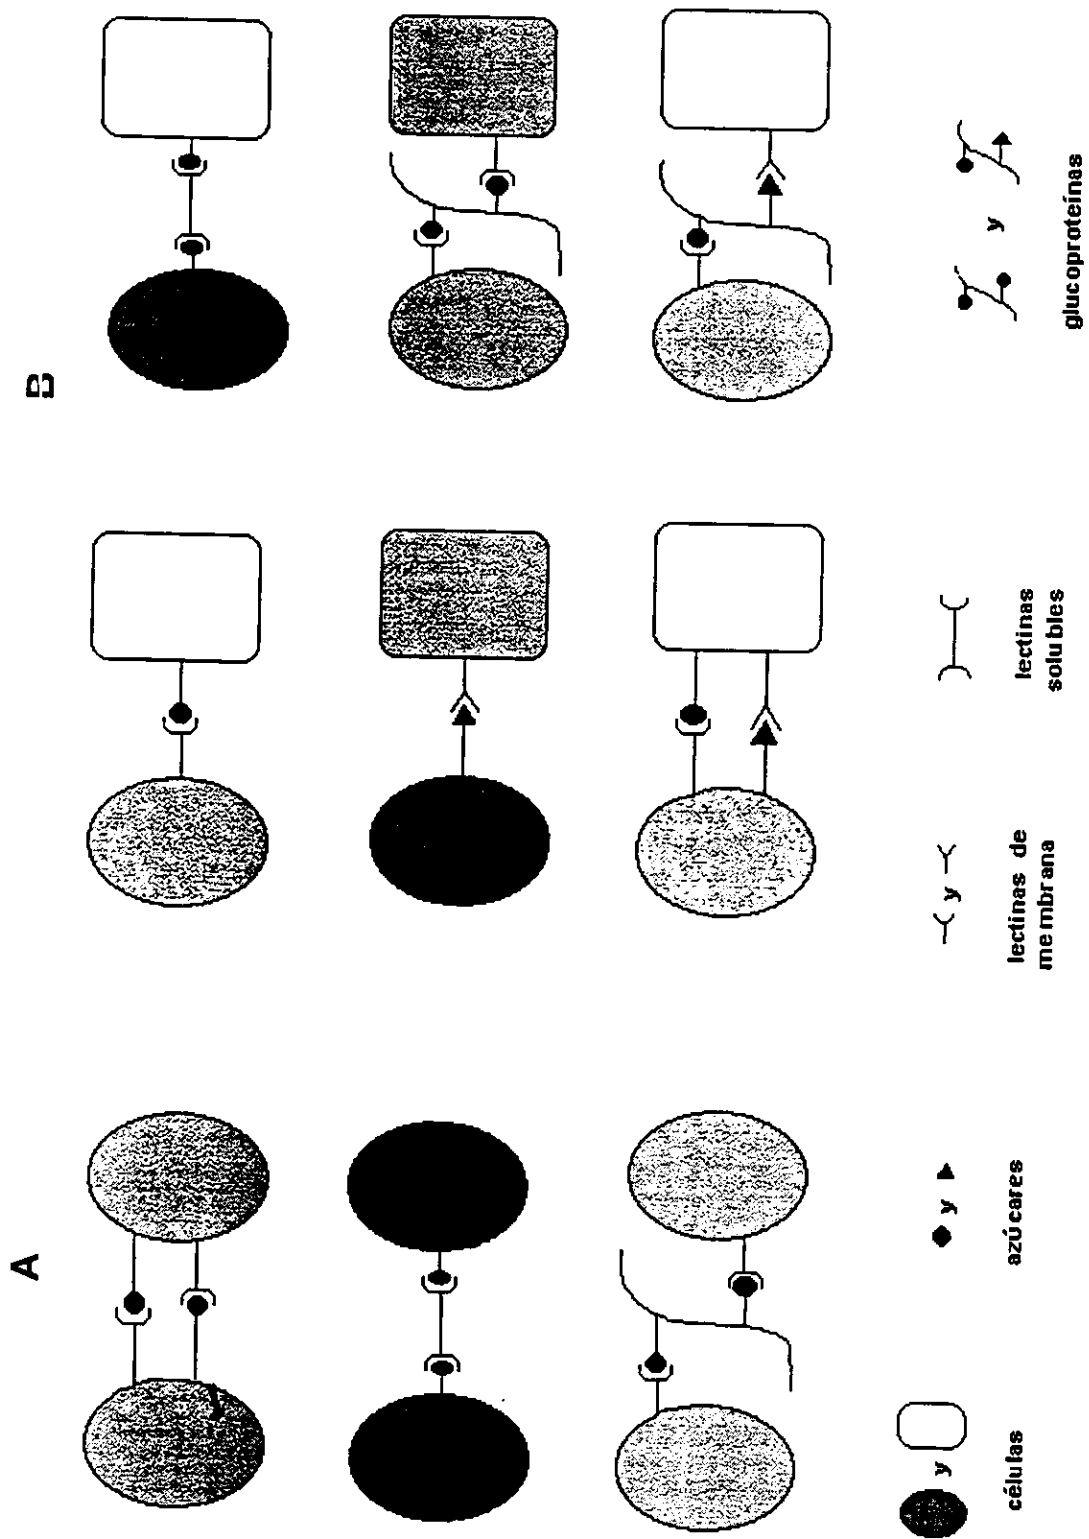 A
B
y
células
y
azúcares
y
lectinas de
membrana
lectinas
solubles
y
glucoproteínas